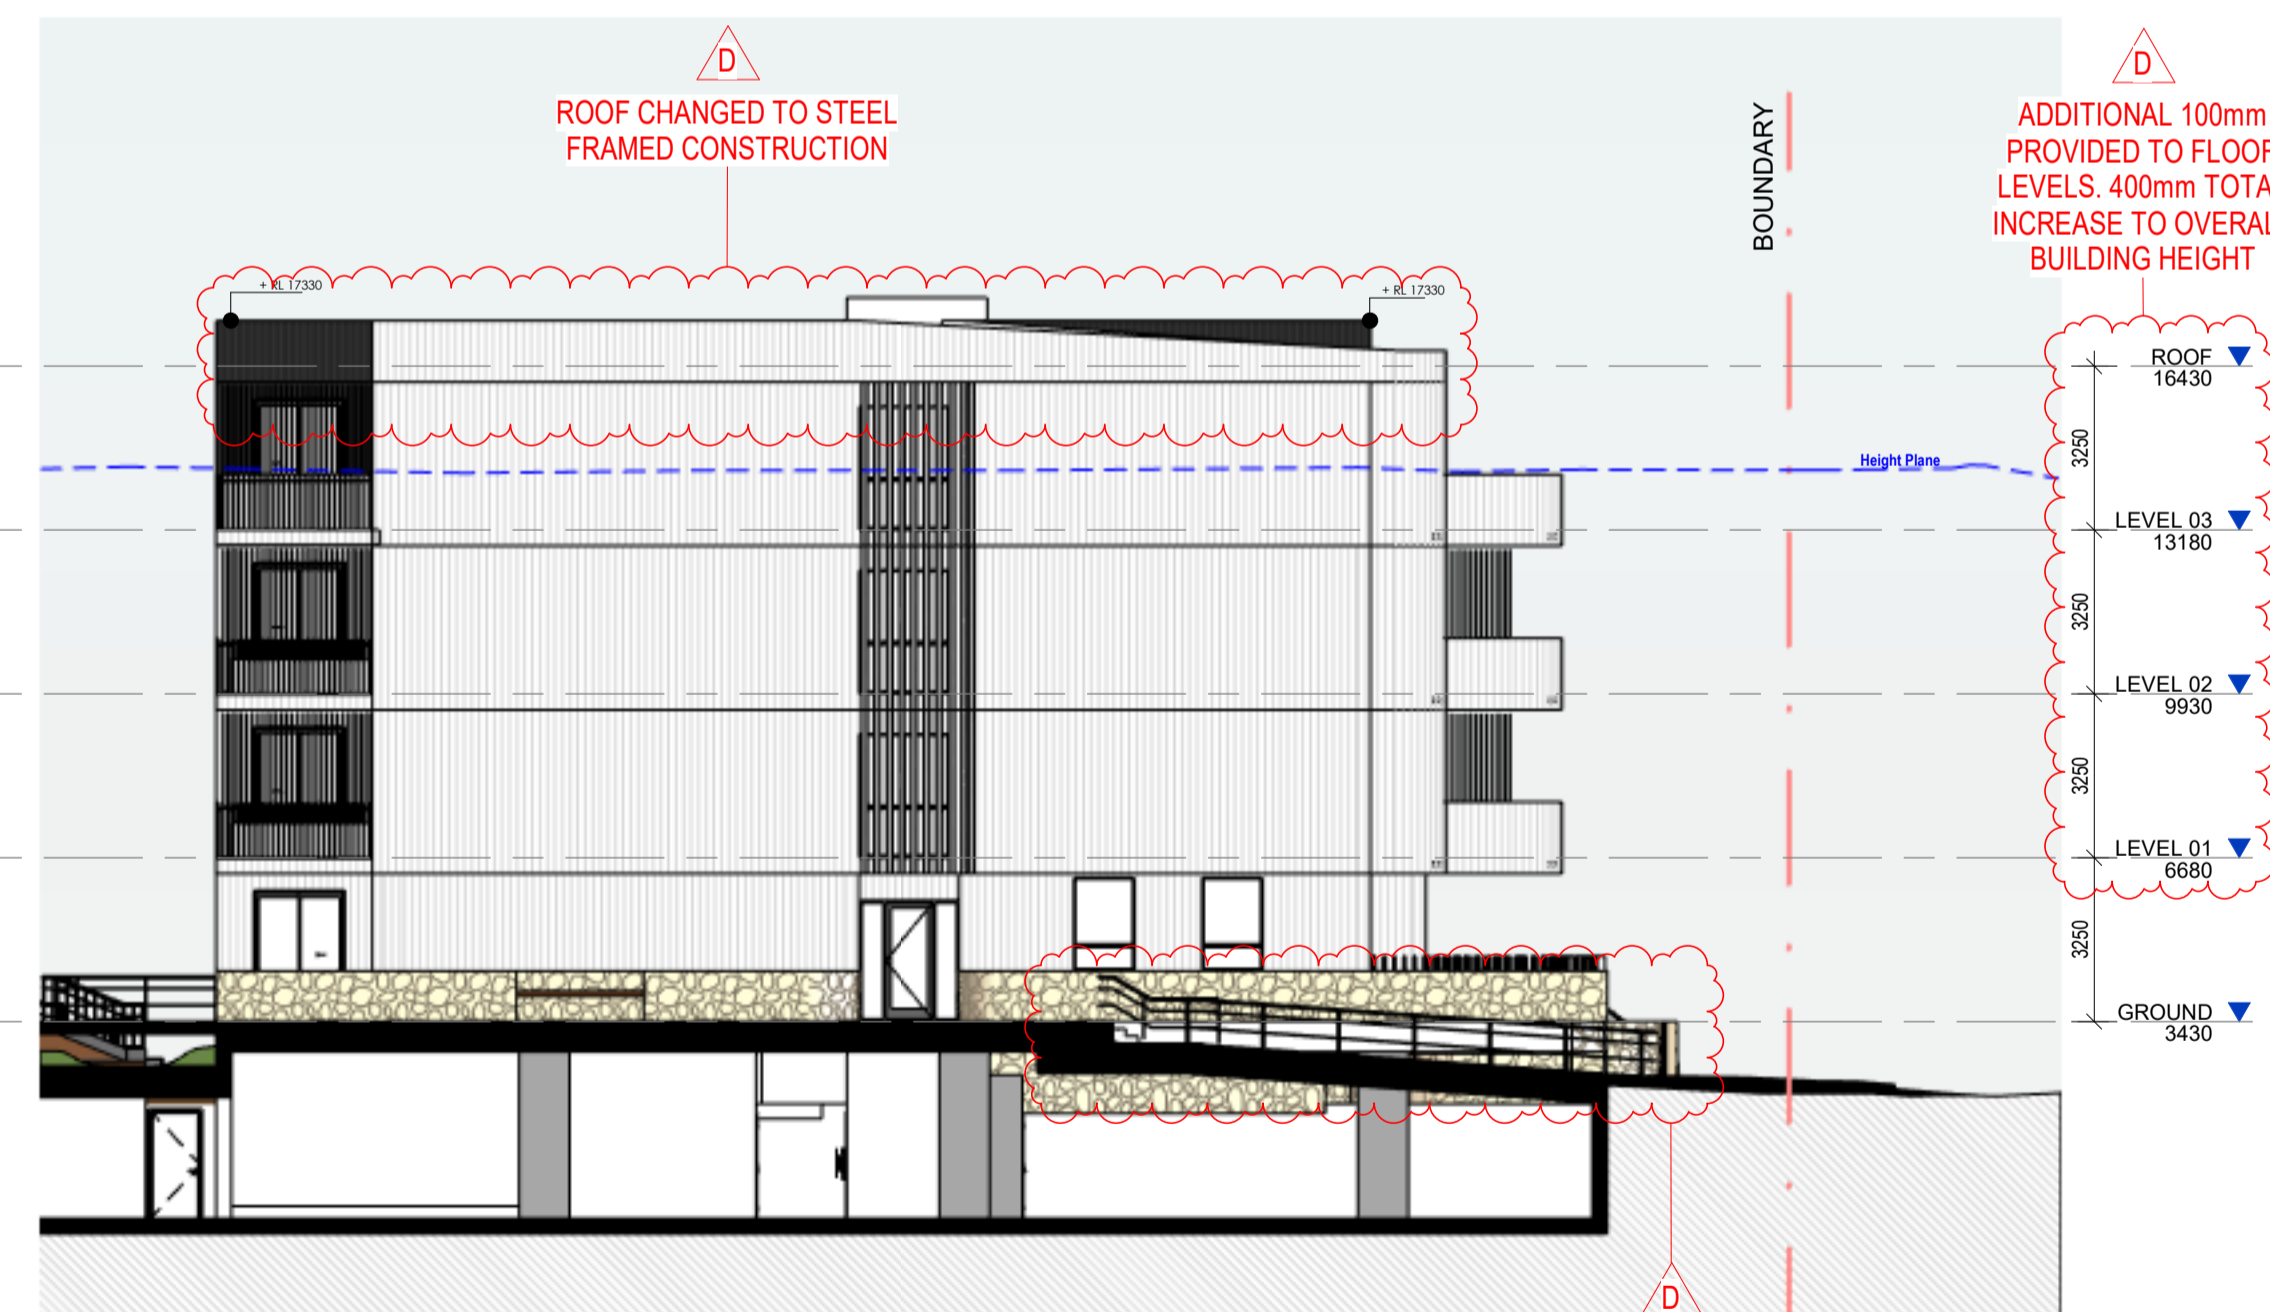 D
ROOF CHANGED TO STEEL
FRAMED CONSTRUCTION
BOUNDARY
D
ADDITIONAL 100mm
PROVIDED TO FLOOR
LEVELS. 400mm TOTA
INCREASE TO OVERAL
BUILDING HEIGHT
+ RL 17330
+ RL 17330
ROOF
16430
3250
Height Plane
LEVEL 03
13180
3250
LEVEL 02
9930
3250
LEVEL 01
6680
3250
GROUND
3430
D